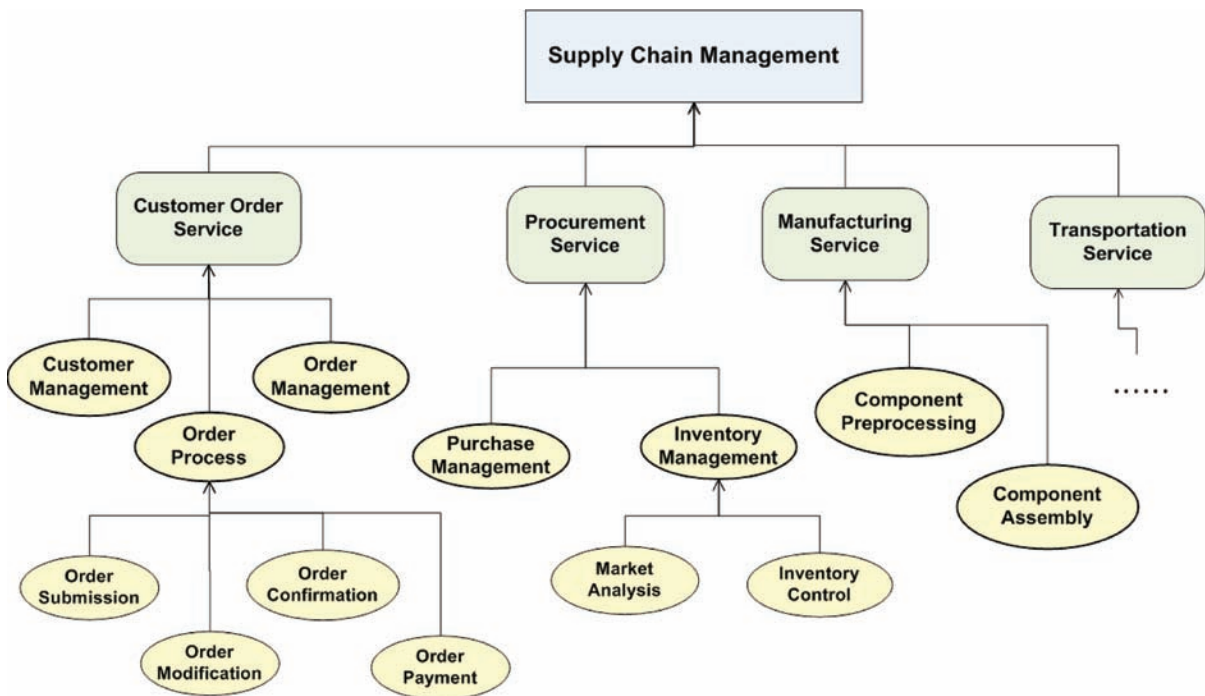 Supply Chain Management
Customer Order
Service
Procurement
Service
Manufacturing
Service
Transportation
Service
Customer
Management
Order
Management
Order
Process
Purchase
Management
Inventory
Management
Component
Preprocessing
Component
Assembly
......
Order
Submission
Order
Modification
Order
Confirmation
Order
Payment
Market
Analysis
Inventory
Control